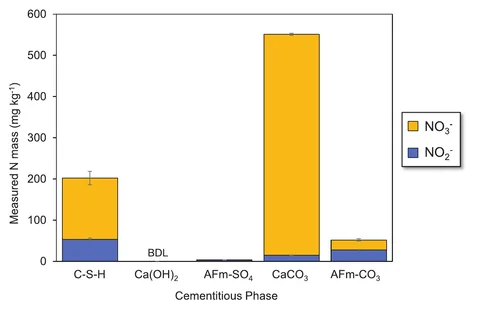 600
500
400
300
200
100
0
Measured N mass (mg kg⁻¹)
BDL
C-S-H Ca(OH)₂ AFm-SO₄ CaCO₃ AFm-CO₃
Cementitious Phase
NO₃⁻
NO₂⁻